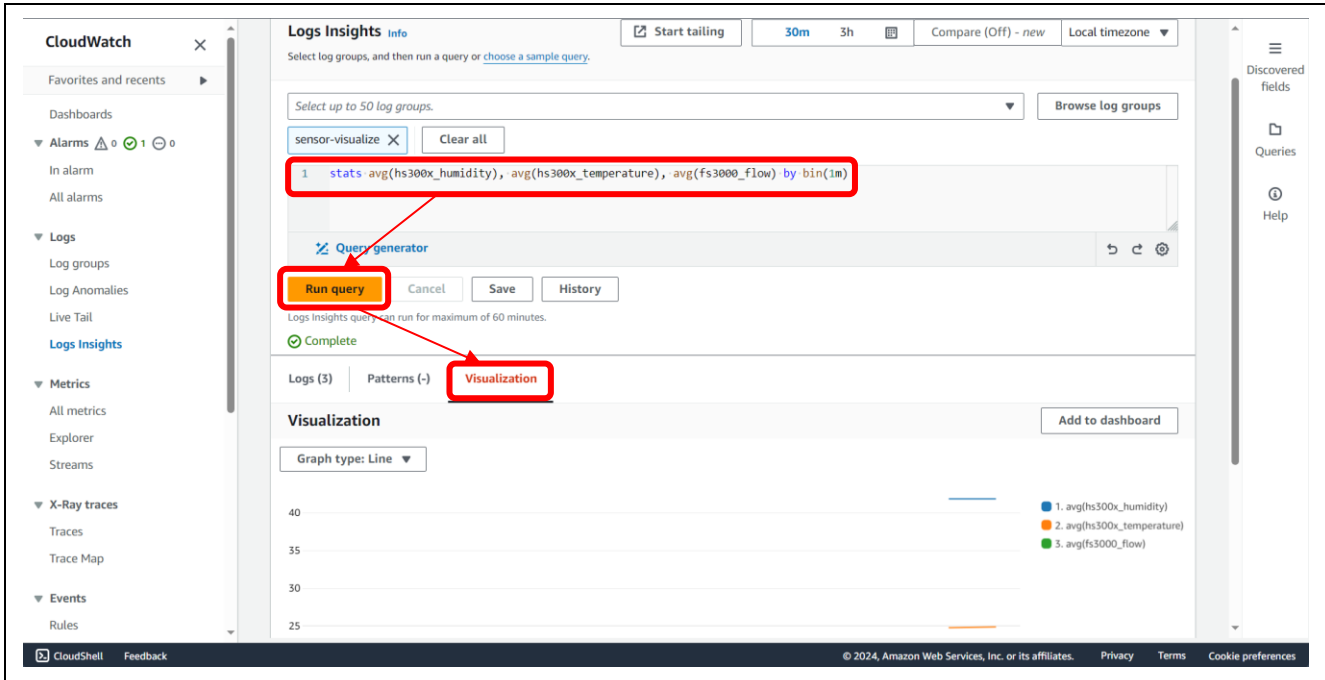 CloudWatch
Favorites and recents
Dashboards
Alarms 0 1 0
In alarm
All alarms
Logs
Log groups
Log Anomalies
Live Tail
Logs Insights
Metrics
All metrics
Explorer
Streams
X-Ray traces
Traces
Trace Map
Events
Rules
Logs Insights Info
Start tailing
30m 3h
Compare (Off) - new
Local timezone
Select log groups, and then run a query or choose a sample query.
Select up to 50 log groups.
Browse log groups
sensor-visualize
Clear all
1 stats avg(hs300x_humidity), avg(hs300x_temperature), avg(fs3000_flow) by bin(1m)
Query generator
Run query Cancel Save History
Logs Insights query can run for maximum of 60 minutes.
Complete
Logs (3) Patterns (-) Visualization
Visualization
Add to dashboard
Graph type: Line
40
35
30
25
1. avg(hs300x_humidity)
2. avg(hs300x_temperature)
3. avg(fs3000_flow)
Discovered
fields
Queries
Help
CloudShell Feedback
© 2024, Amazon Web Services, Inc. or its affiliates. Privacy Terms Cookie preferences